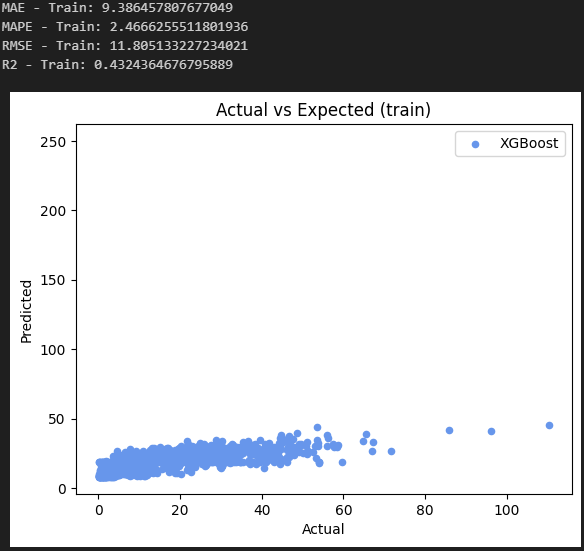 MAE - Train: 9.386457807677049
MAPE - Train: 2.4666255511801936
RMSE - Train: 11.805133227234021
R2 - Train: 0.4324364676795889
Actual vs Expected (train)
XGBoost
250
200
150
100
50
0
Predicted
0 20 40 60 80 100
Actual